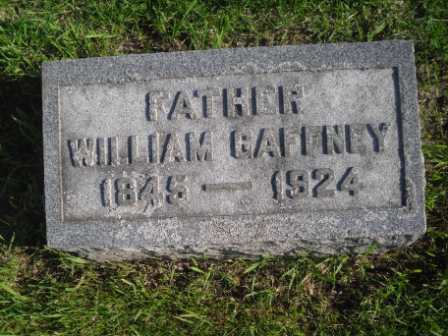 FATHER
WILLIAM GAFFNEY
1845 — 1924